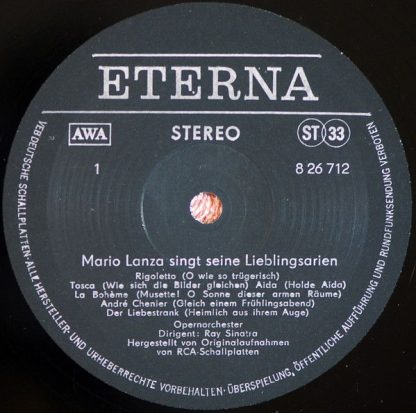 ETERNA
AWA
STEREO
ST 33
1
8 26 712
Mario Lanza singt seine Lieblingsarien
Rigoletto (O wie so trügerisch)
Tosca (Wie sich die Bilder gleichen) Aida (Holde Aida)
La Bohème (Musette! O Sonne dieser armen Räume)
André Chenier (Gleich einem Frühlingsabend)
Der Liebestrank (Heimlich aus ihrem Auge)
Opernorchester
Dirigent: Ray Sinatra
Hergestellt von Originalaufnahmen
von RCA-Schallplatten
VEB DEUTSCHE SCHALLPLATTEN · ALLE HERSTELLER- UND URHEBERRECHTE VORBEHALTEN · ÜBERSPIELUNG, ÖFFENTLICHE AUFFÜHRUNG UND RUNDFUNKSENDUNG VERBOTEN